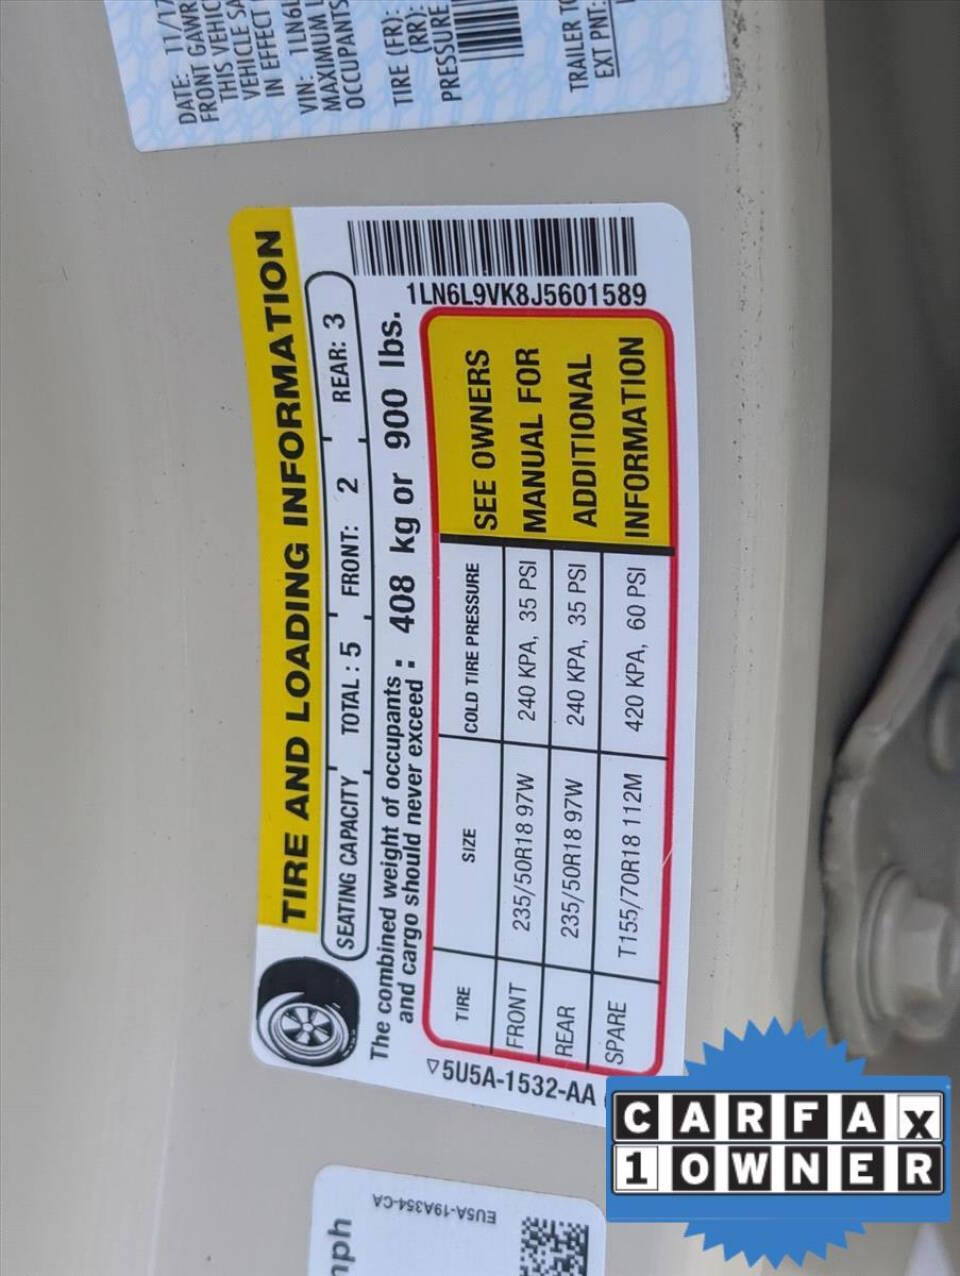 DATE: 11/17
FRONT GAWR
THIS VEHIC
VEHICLE SA
IN EFFECT
VIN: 1LN6L
MAXIMUM
OCCUPANTS
TIRE (FR):
(RR):
PRESSURE
TRAILER TO
EXT PNT:
TIRE AND LOADING INFORMATION
SEATING CAPACITY TOTAL : 5 FRONT: 2 REAR: 3
The combined weight of occupants
and cargo should never exceed : 408 kg or 900 lbs.
1LN6L9VK8J5601589
TIRE SIZE COLD TIRE PRESSURE
FRONT 235/50R18 97W 240 KPA, 35 PSI
REAR 235/50R18 97W 240 KPA, 35 PSI
SPARE T155/70R18 112M 420 KPA, 60 PSI
SEE OWNERS
MANUAL FOR
ADDITIONAL
INFORMATION
5U5A-1532-AA
mph
EU5A-19A354-CA
CARFAX
1 OWNER